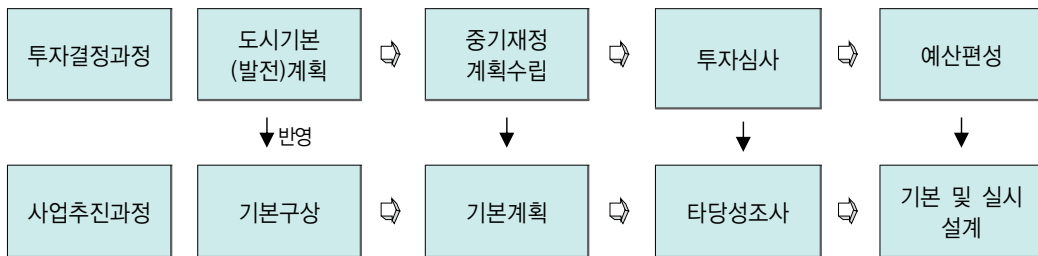 투자결정과정
도시기본
(발전)계획
중기재정
계획수립
투자심사
예산편성
반영
사업추진과정
기본구상
기본계획
타당성조사
기본 및 실시
설계